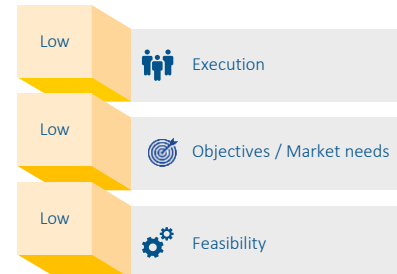 Low
Execution
Low
Objectives / Market needs
Low
Feasibility